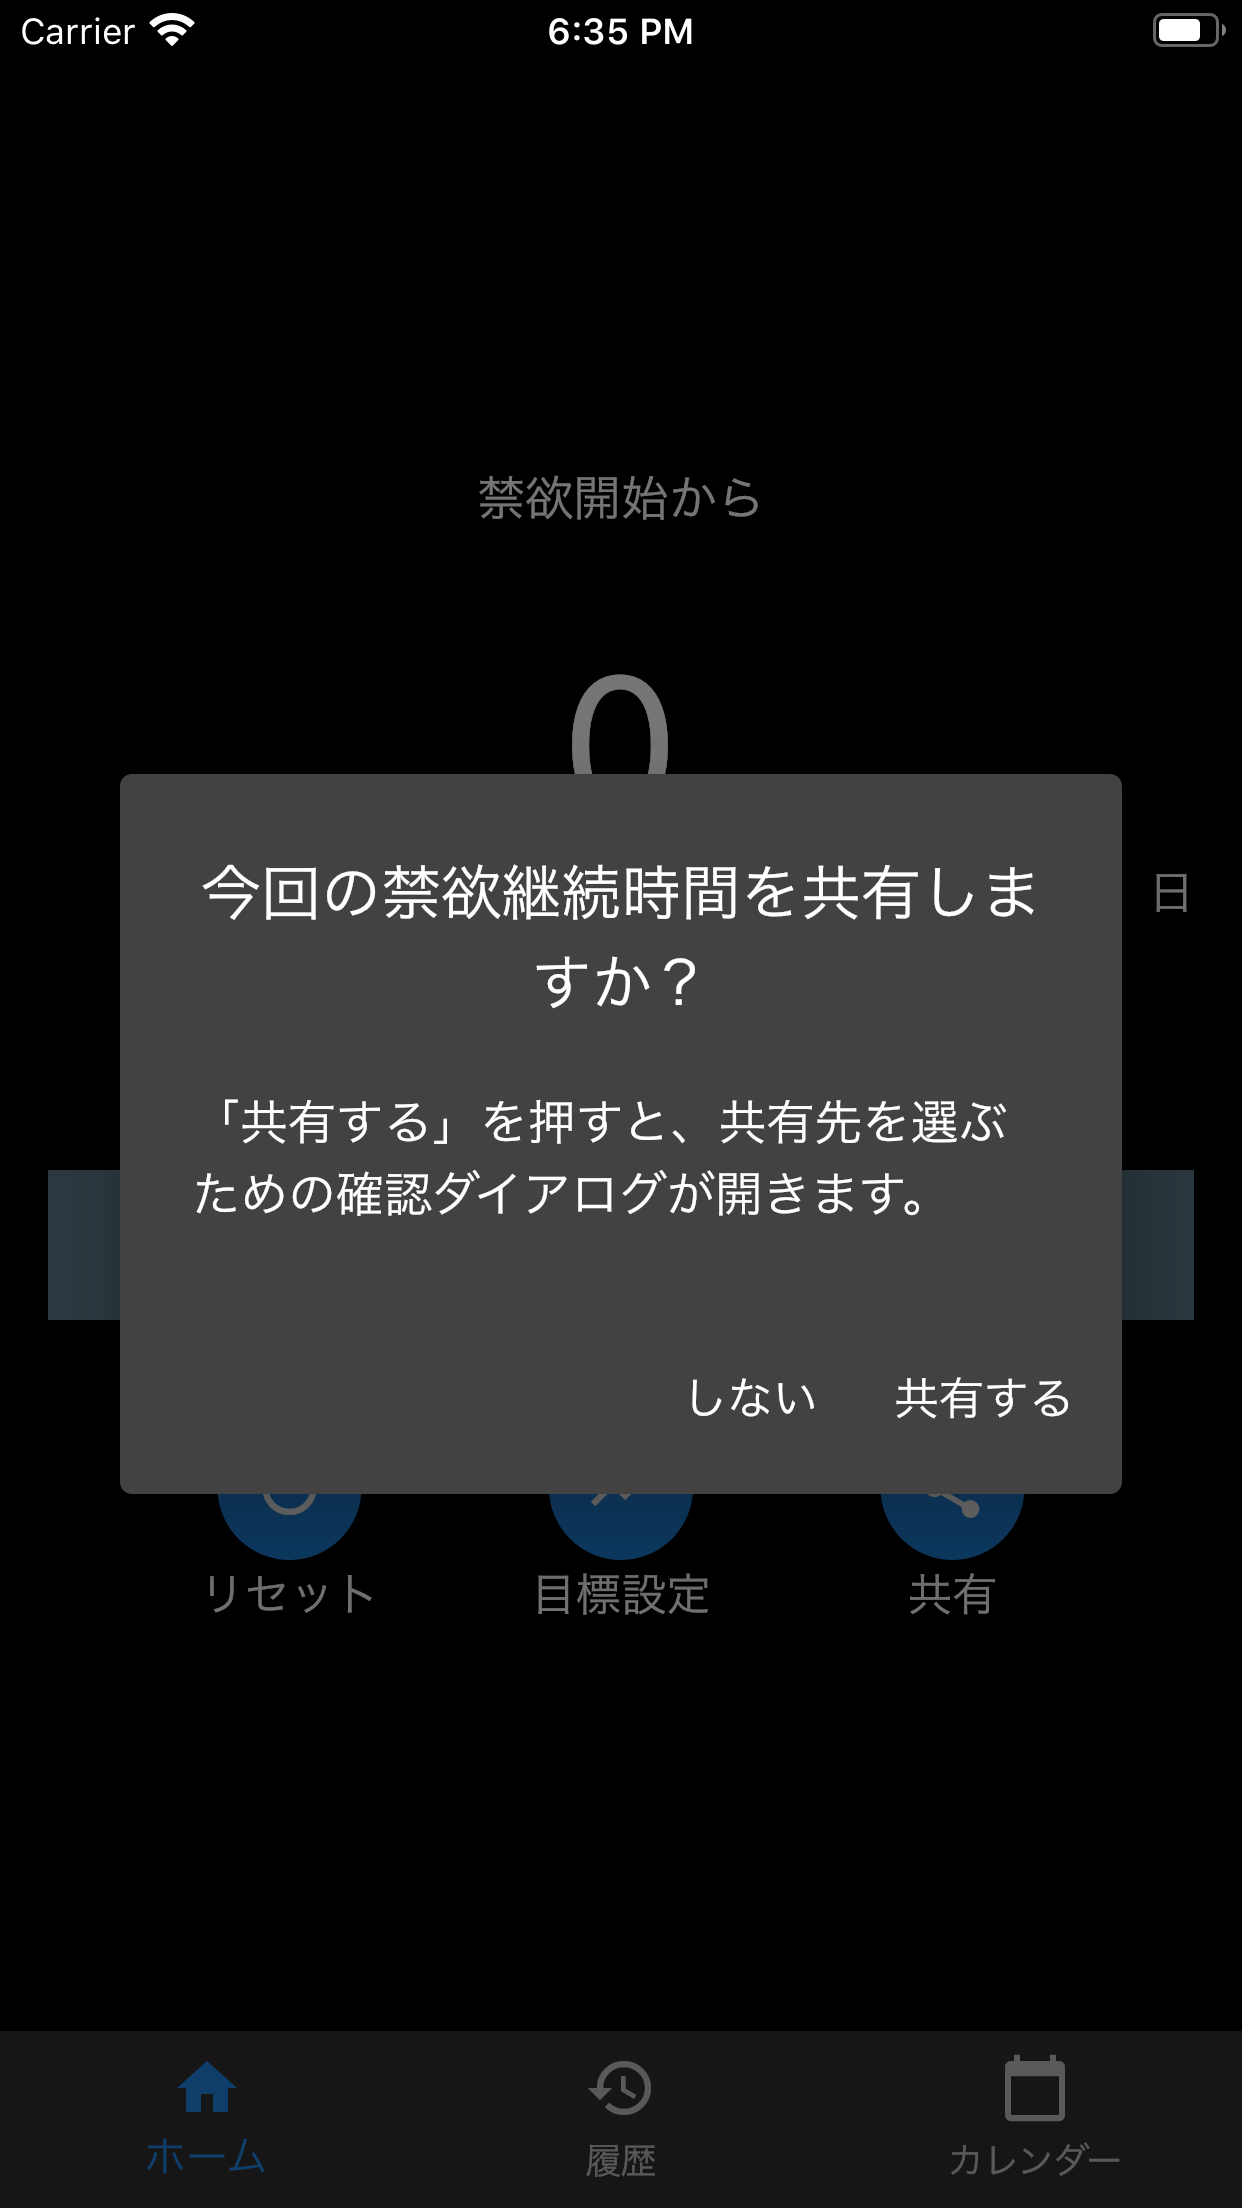 Carrier
6:35 PM
禁欲開始から
0
日
今回の禁欲継続時間を共有しま
すか？
「共有する」を押すと、共有先を選ぶ
ための確認ダイアログが開きます。
しない 共有する
リセット 目標設定 共有
ホーム 履歴 カレンダー